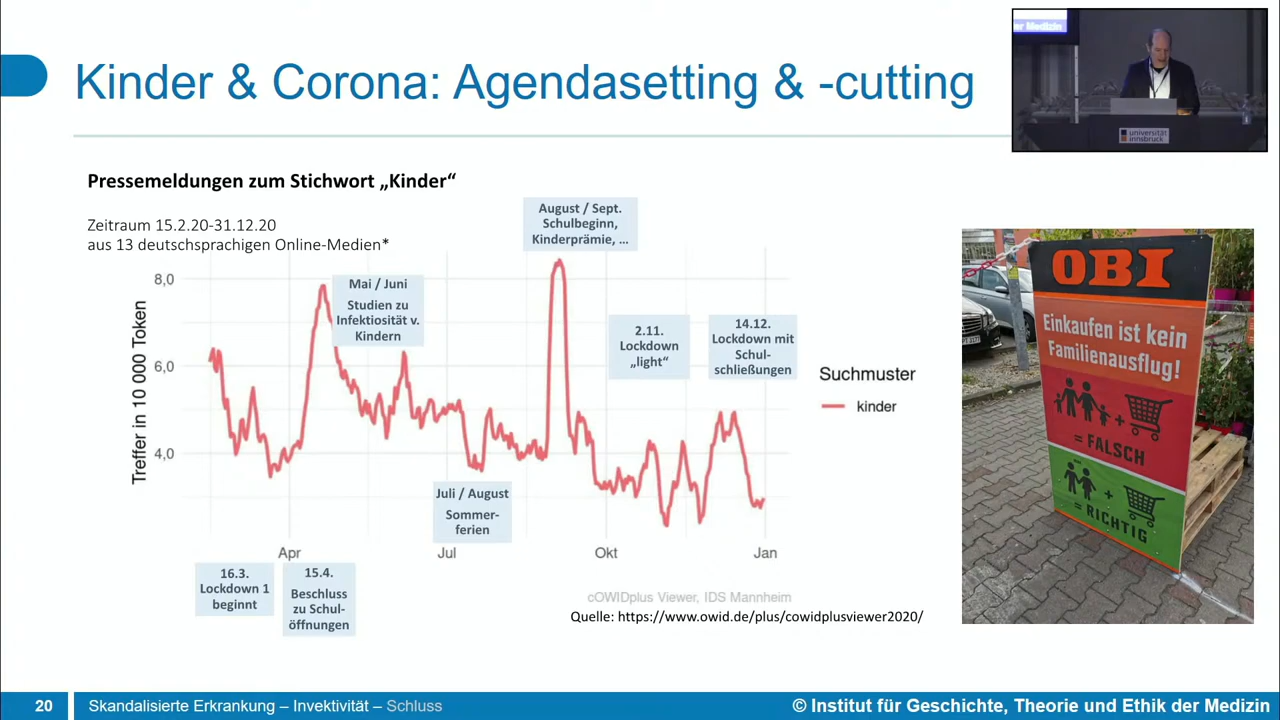 Kinder & Corona: Agendasetting & -cutting
er Medizin
universität
innsbruck
Pressemeldungen zum Stichwort „Kinder“
Zeitraum 15.2.20-31.12.20
aus 13 deutschsprachigen Online-Medien*
August / Sept.
Schulbeginn,
Kinderprämie, ...
Mai / Juni
Studien zu
Infektiosität v.
Kindern
2.11.
Lockdown
„light“
14.12.
Lockdown mit
Schul-
schließungen
Treffer in 10 000 Token
8,0
6,0
4,0
Suchmuster
kinder
Juli / August
Sommer-
ferien
Apr
Jul
Okt
Jan
16.3.
Lockdown 1
beginnt
15.4.
Beschluss
zu Schul-
öffnungen
cOWIDplus Viewer, IDS Mannheim
Quelle: https://www.owid.de/plus/cowidplusviewer2020/
OBI
Einkaufen ist kein
Familienausflug!
+
= FALSCH
+
= RICHTIG
20
Skandalisierte Erkrankung – Invektivität – Schluss
© Institut für Geschichte, Theorie und Ethik der Medizin